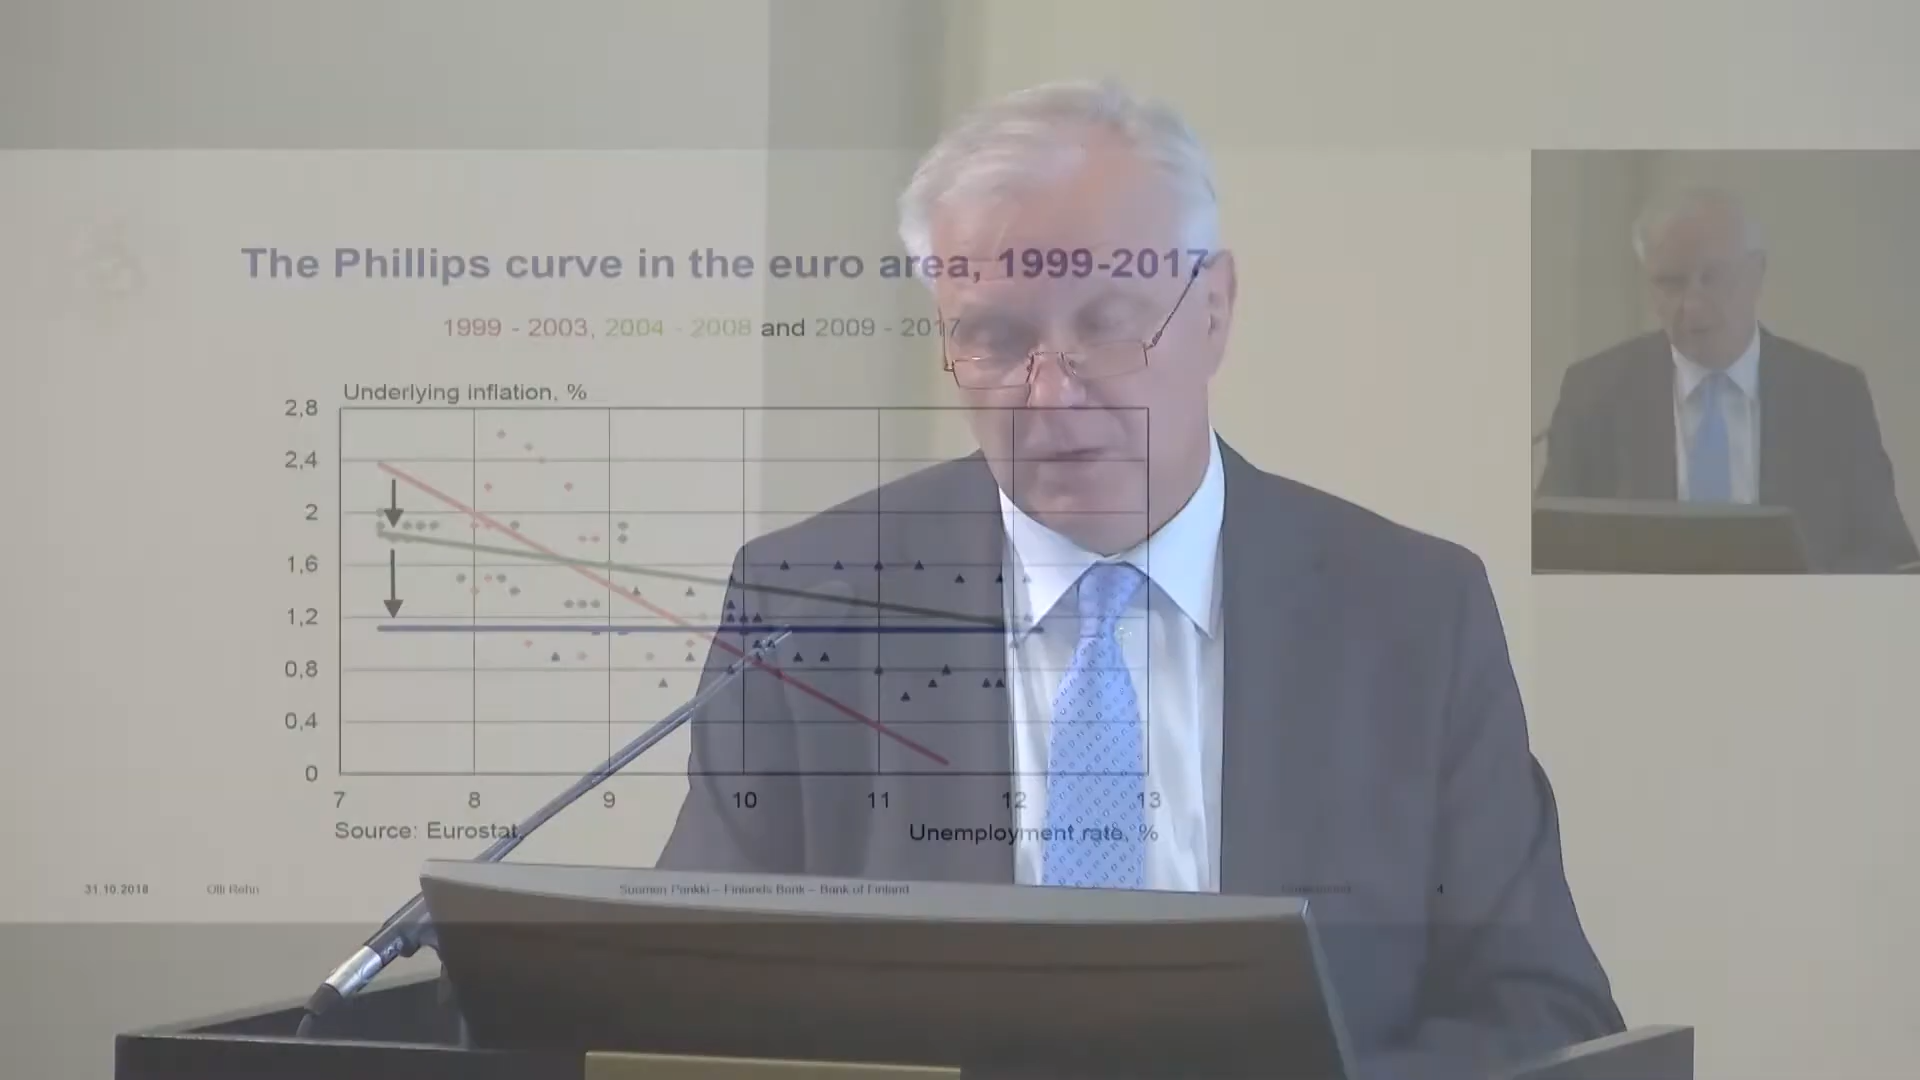 The Phillips curve in the euro area, 1999-2017
1999 - 2003, 2004 - 2008 and 2009 - 2017
Underlying inflation, %
2,8
2,4
2
1,6
1,2
0,8
0,4
0
7 8 9 10 11 12 13
Source: Eurostat.
Unemployment rate, %
31.10.2018 Olli Rehn Suomen Pankki – Finlands Bank – Bank of Finland 4